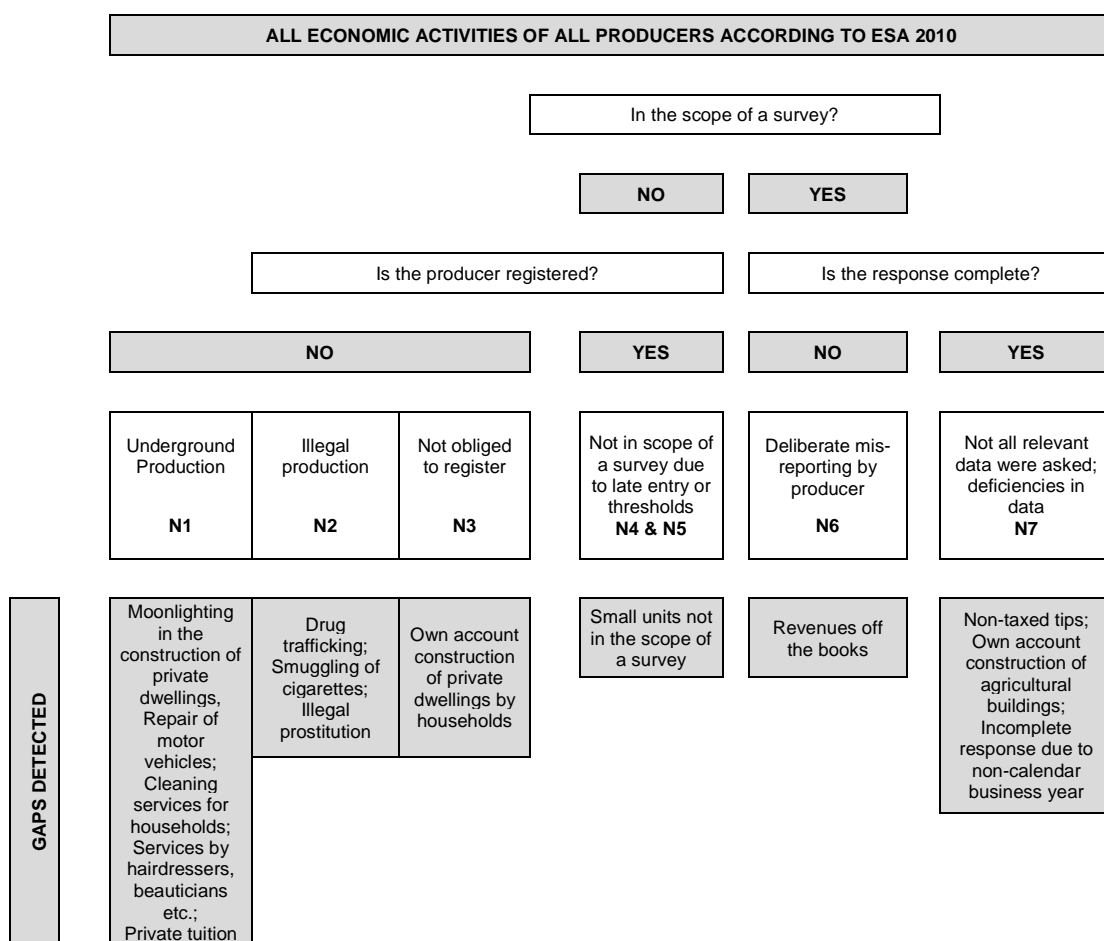 ALL ECONOMIC ACTIVITIES OF ALL PRODUCERS ACCORDING TO ESA 2010
In the scope of a survey?
NO
YES
Is the producer registered?
Is the response complete?
NO
YES
NO
YES
Underground
Production
N1
Illegal
production
N2
Not obliged
to register
N3
Not in scope of
a survey due
to late entry or
thresholds
N4 & N5
Deliberate mis-
reporting by
producer
N6
Not all relevant
data were asked;
deficiencies in
data
N7
GAPS DETECTED
Moonlighting
in the
construction of
private
dwellings,
Repair of
motor
vehicles;
Cleaning
services for
households;
Services by
hairdressers,
beauticians
etc.;
Private tuition
Drug
trafficking;
Smuggling of
cigarettes;
Illegal
prostitution
Own account
construction
of private
dwellings by
households
Small units not
in the scope of
a survey
Revenues off
the books
Non-taxed tips;
Own account
construction of
agricultural
buildings;
Incomplete
response due to
non-calendar
business year